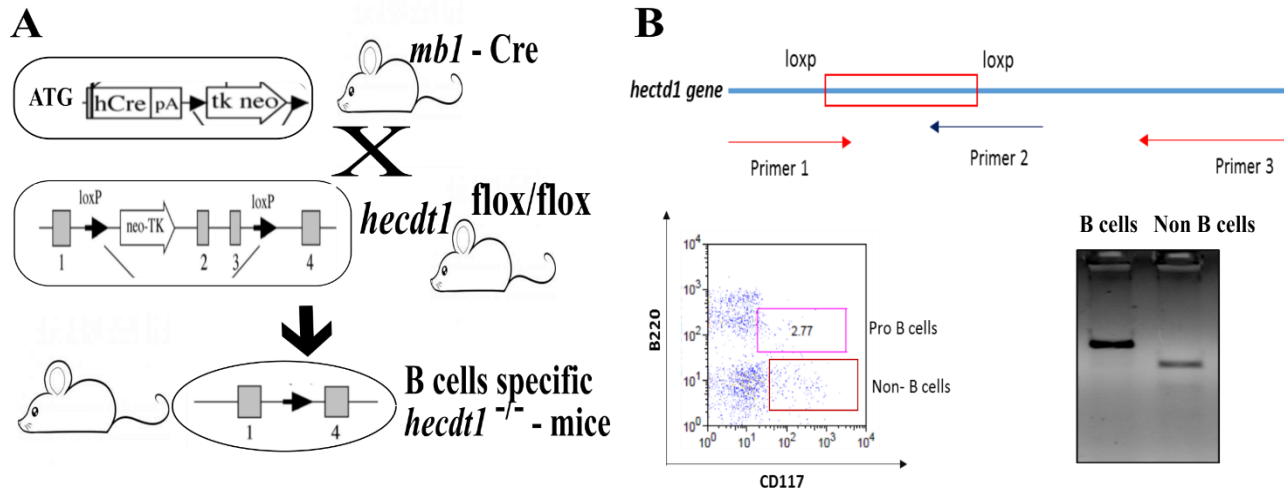 A
mb1 - Cre
ATG
hCre pA tk neo
X
loxP loxP
neo-TK
1 2 3 4
hecdt1 flox/flox
B cells specific
hecdt1 -/- - mice
1 4
B
loxp loxp
hectd1 gene
Primer 1 Primer 2 Primer 3
B220
10^4
10^3
10^2
10^1
10^0
10^0 10^1 10^2 10^3 10^4
CD117
2.77
Pro B cells
Non- B cells
B cells Non B cells